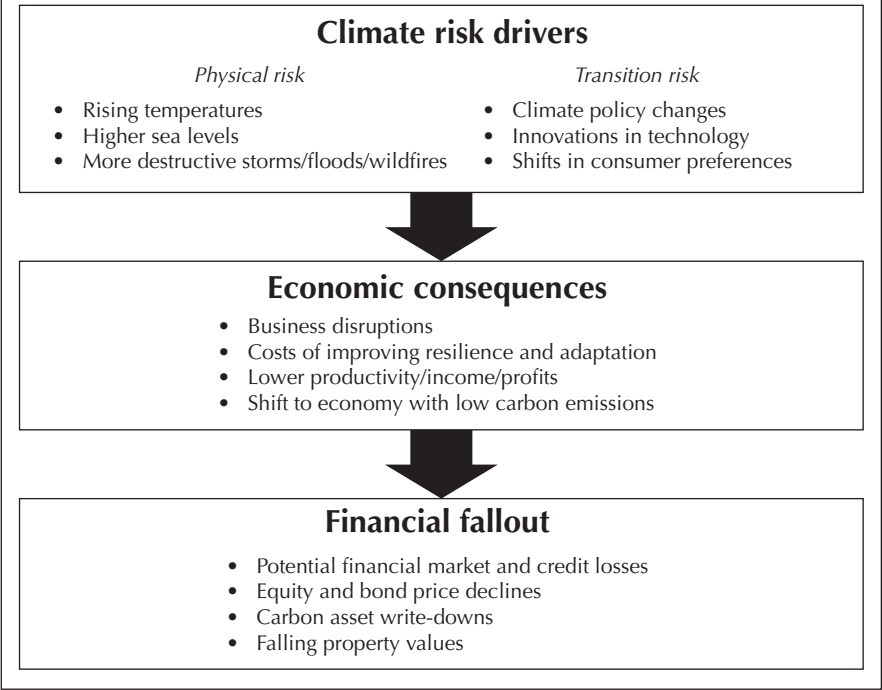 Climate risk drivers
Physical risk
• Rising temperatures
• Higher sea levels
• More destructive storms/floods/wildfires
Transition risk
• Climate policy changes
• Innovations in technology
• Shifts in consumer preferences
Economic consequences
• Business disruptions
• Costs of improving resilience and adaptation
• Lower productivity/income/profits
• Shift to economy with low carbon emissions
Financial fallout
• Potential financial market and credit losses
• Equity and bond price declines
• Carbon asset write-downs
• Falling property values